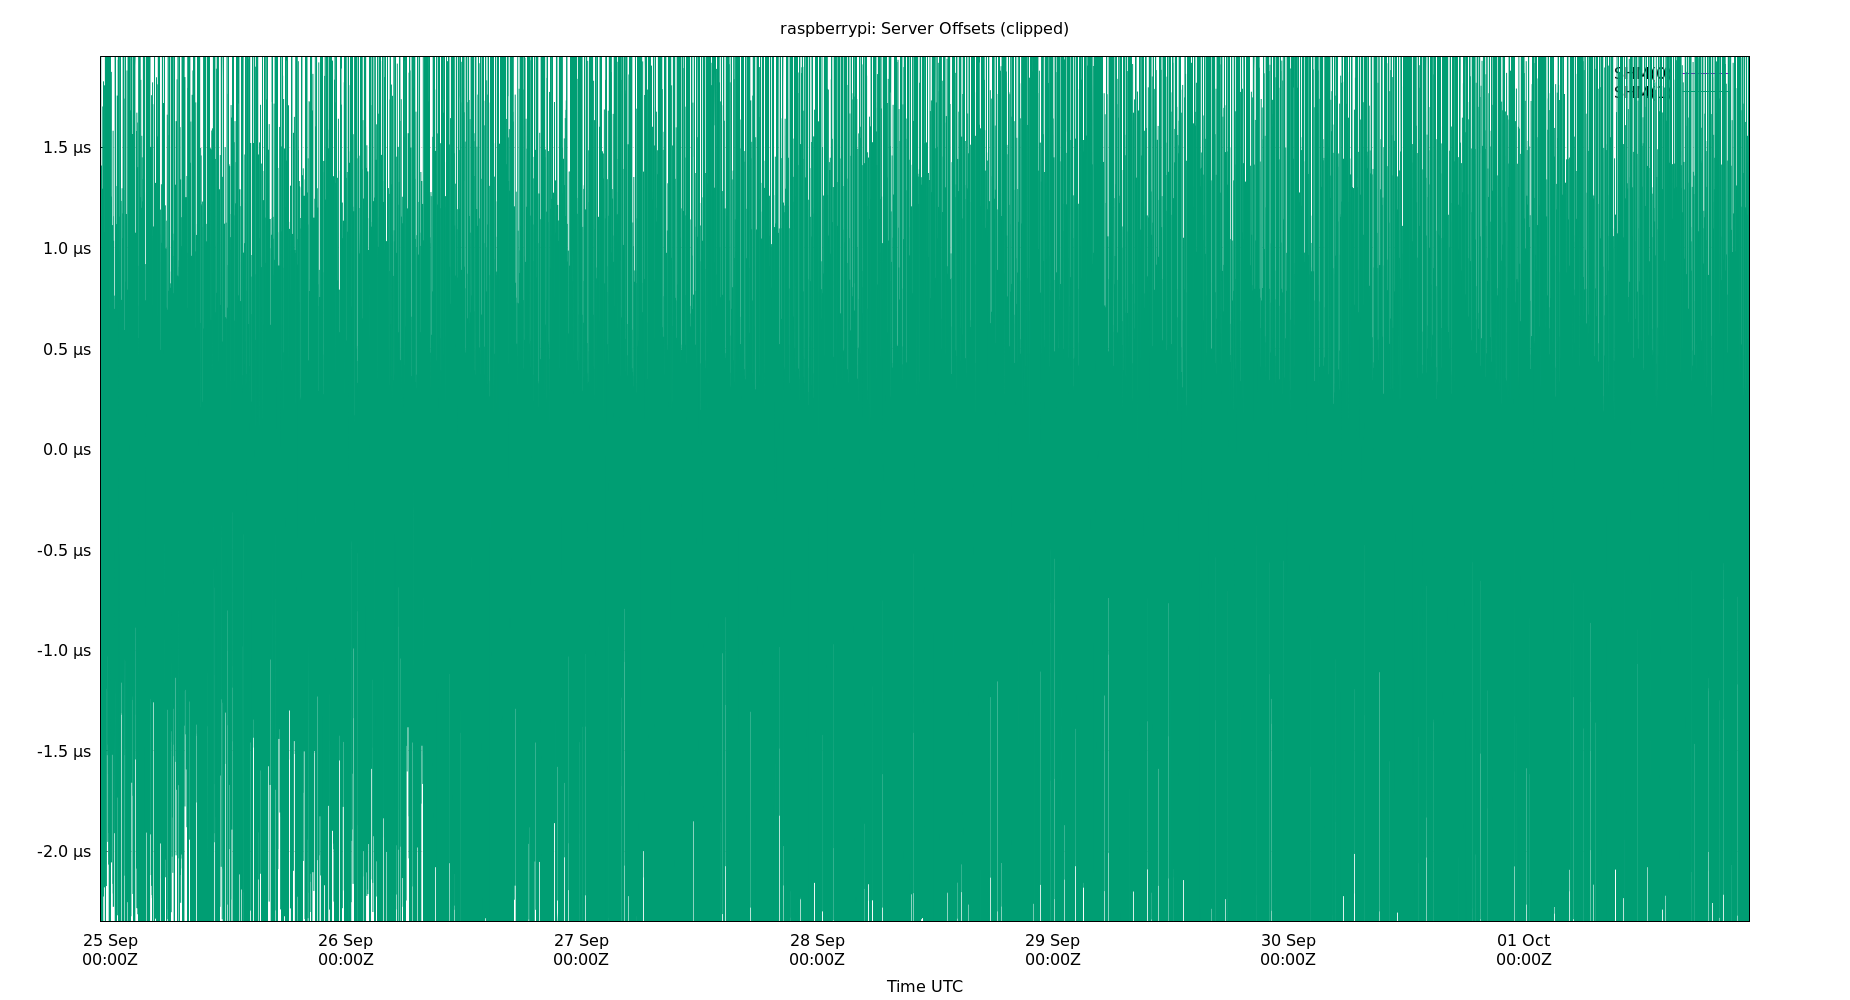 raspberrypi: Server Offsets (clipped)
SHM(0)
1.5 µs
1.0 µs
0.5 µs
0.0 µs
-0.5 µs
-1.0 µs
-1.5 µs
-2.0 µs
25 Sep 26 Sep 27 Sep 28 Sep 29 Sep 30 Sep 01 Oct
00:00Z 00:00Z 00:00Z 00:00Z 00:00Z 00:00Z 00:00Z
Time UTC